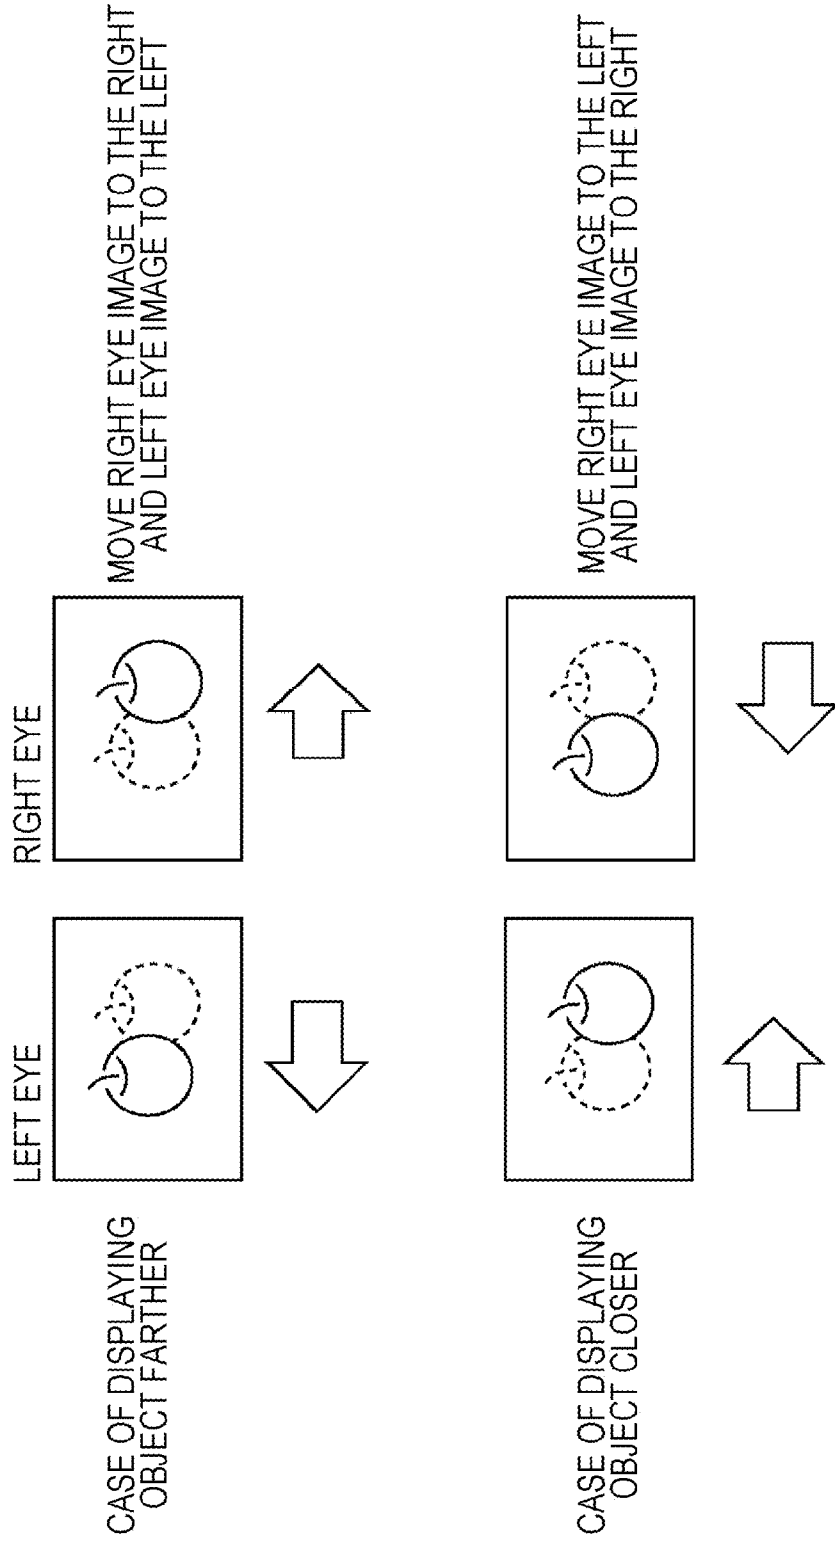 LEFT EYE
RIGHT EYE
CASE OF DISPLAYING
OBJECT FARTHER
MOVE RIGHT EYE IMAGE TO THE RIGHT
AND LEFT EYE IMAGE TO THE LEFT
CASE OF DISPLAYING
OBJECT CLOSER
MOVE RIGHT EYE IMAGE TO THE LEFT
AND LEFT EYE IMAGE TO THE RIGHT